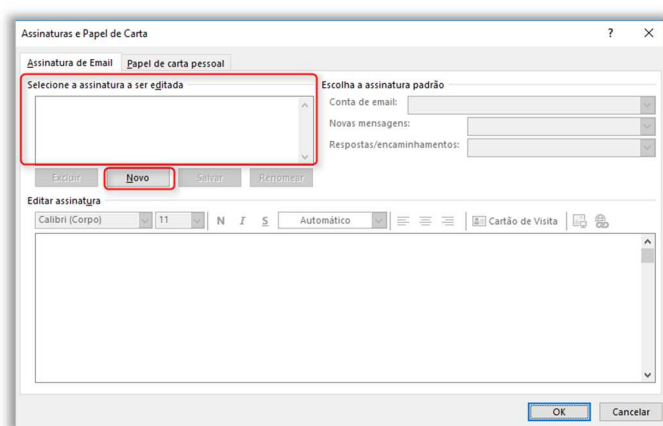 Assinaturas e Papel de Carta ?
Assinatura de Email Papel de carta pessoal
Selecione a assinatura a ser editada Escolha a assinatura padrão
Conta de email:
Novas mensagens:
Respostas/encaminhamentos:
Excluir Novo Salvar Renomear
Editar assinatura
Calibri (Corpo) 11 N I S Automático Cartão de Visita
OK Cancelar